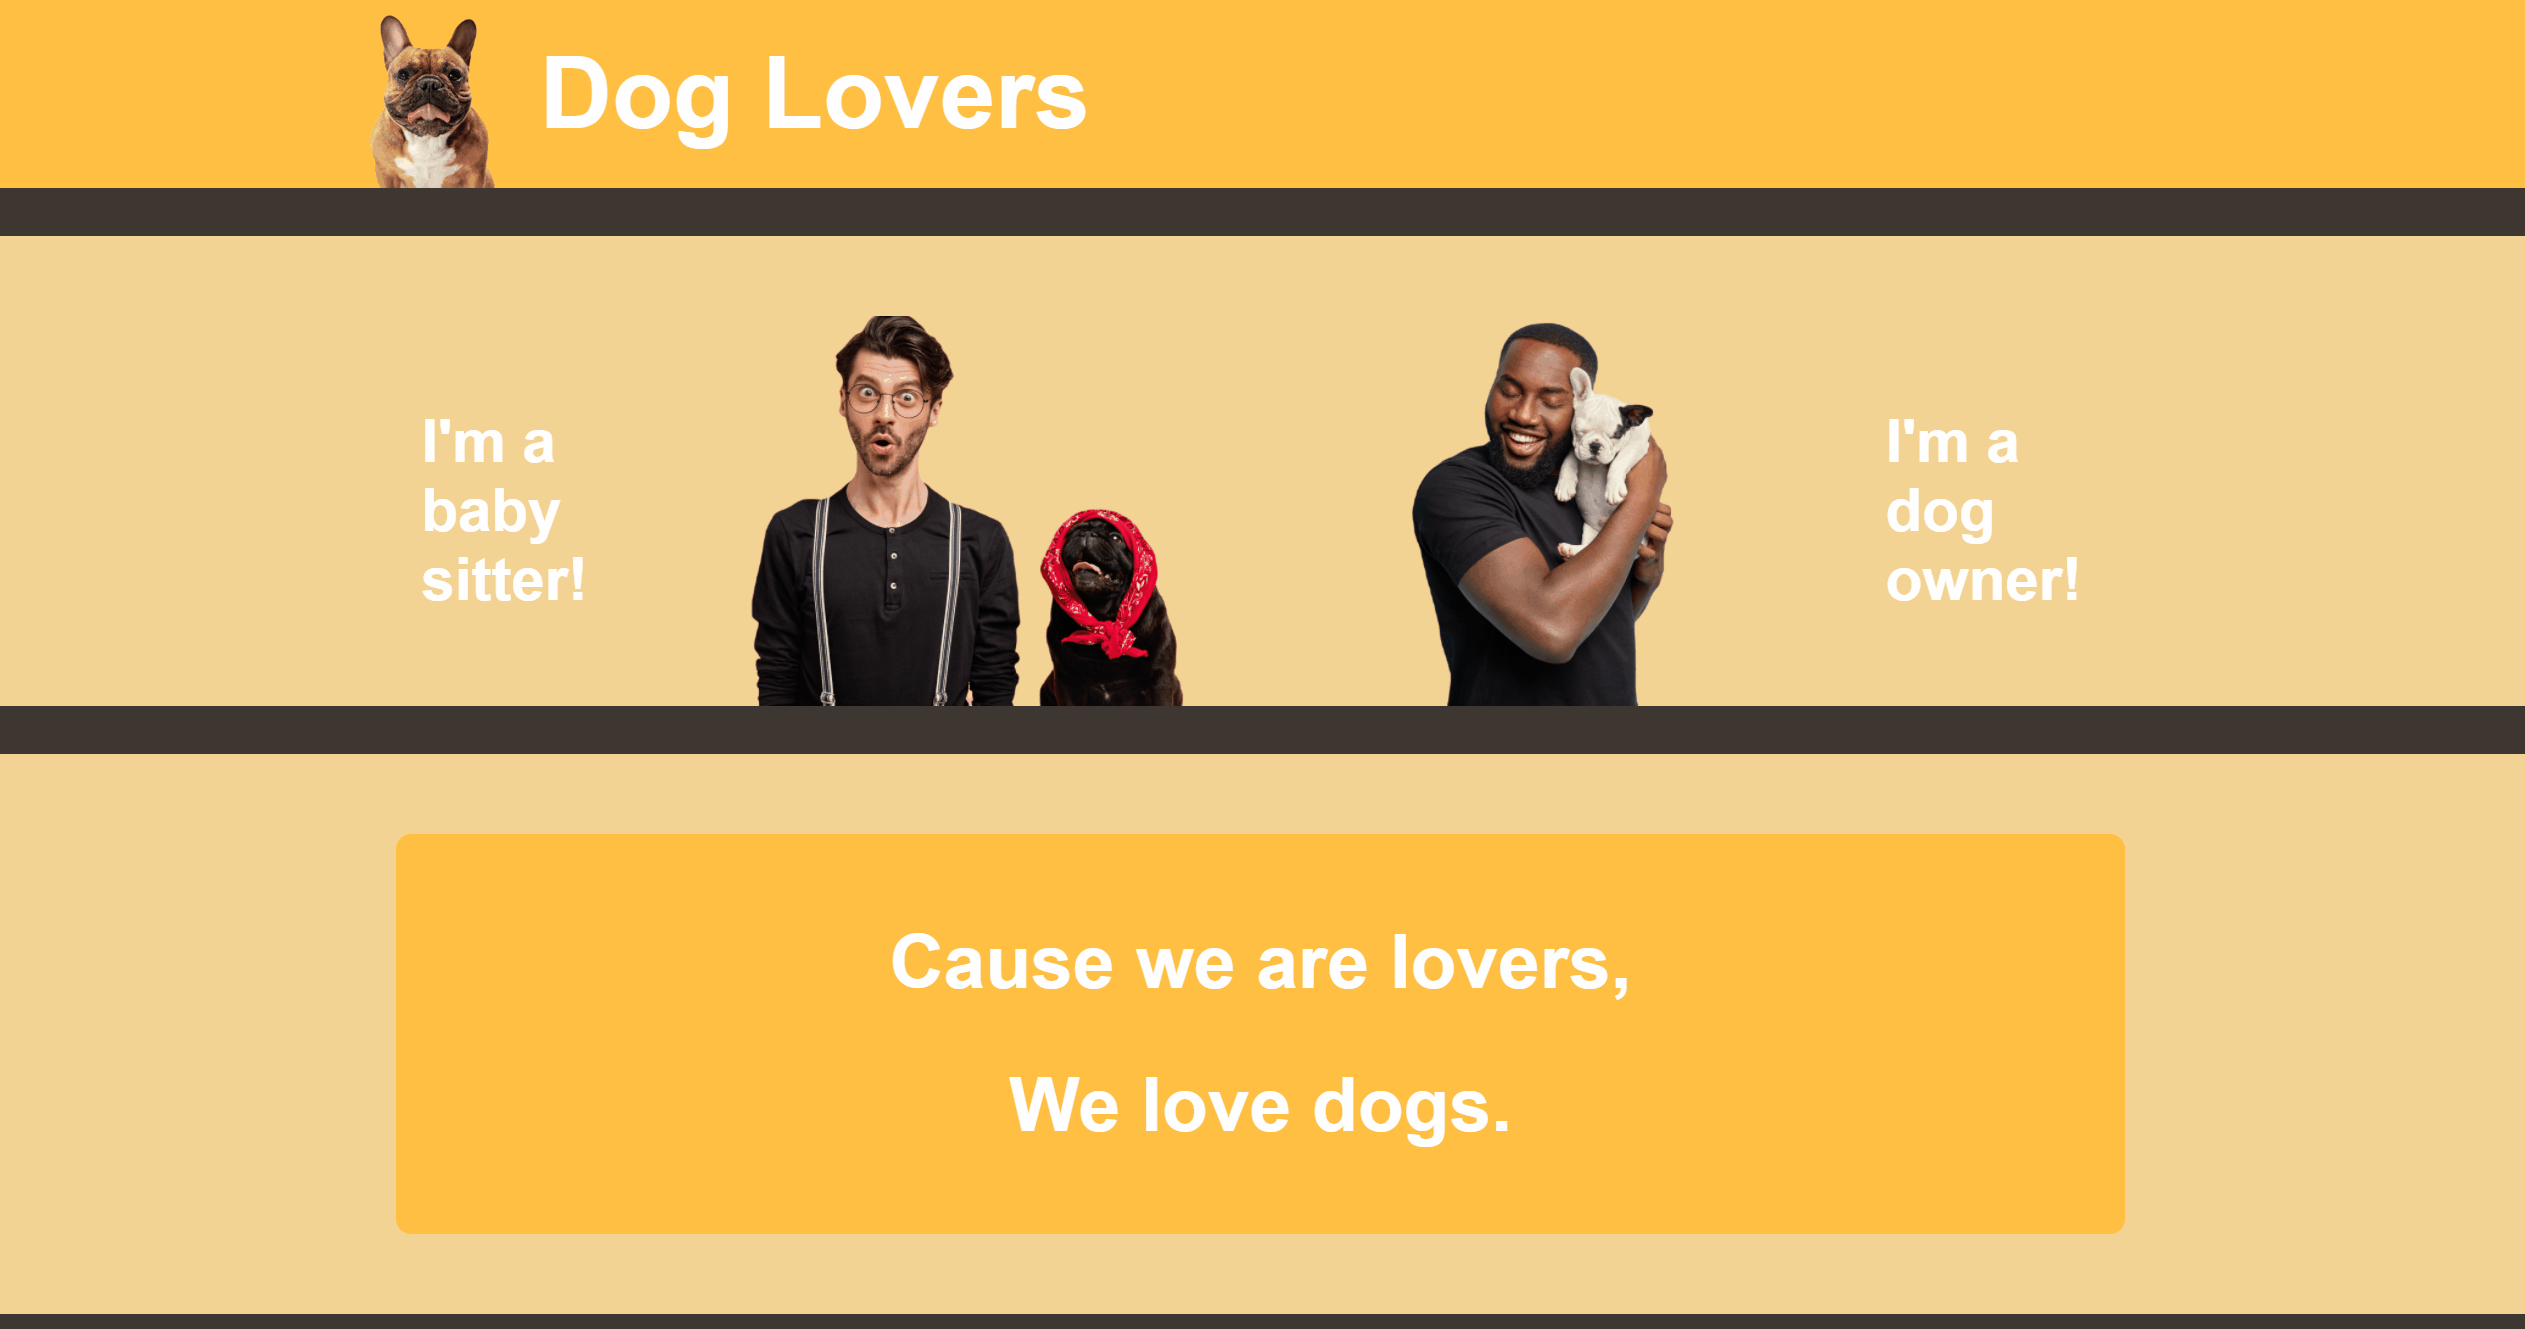 Dog Lovers
I'm a
baby
sitter!
I'm a
dog
owner!
Cause we are lovers,
We love dogs.